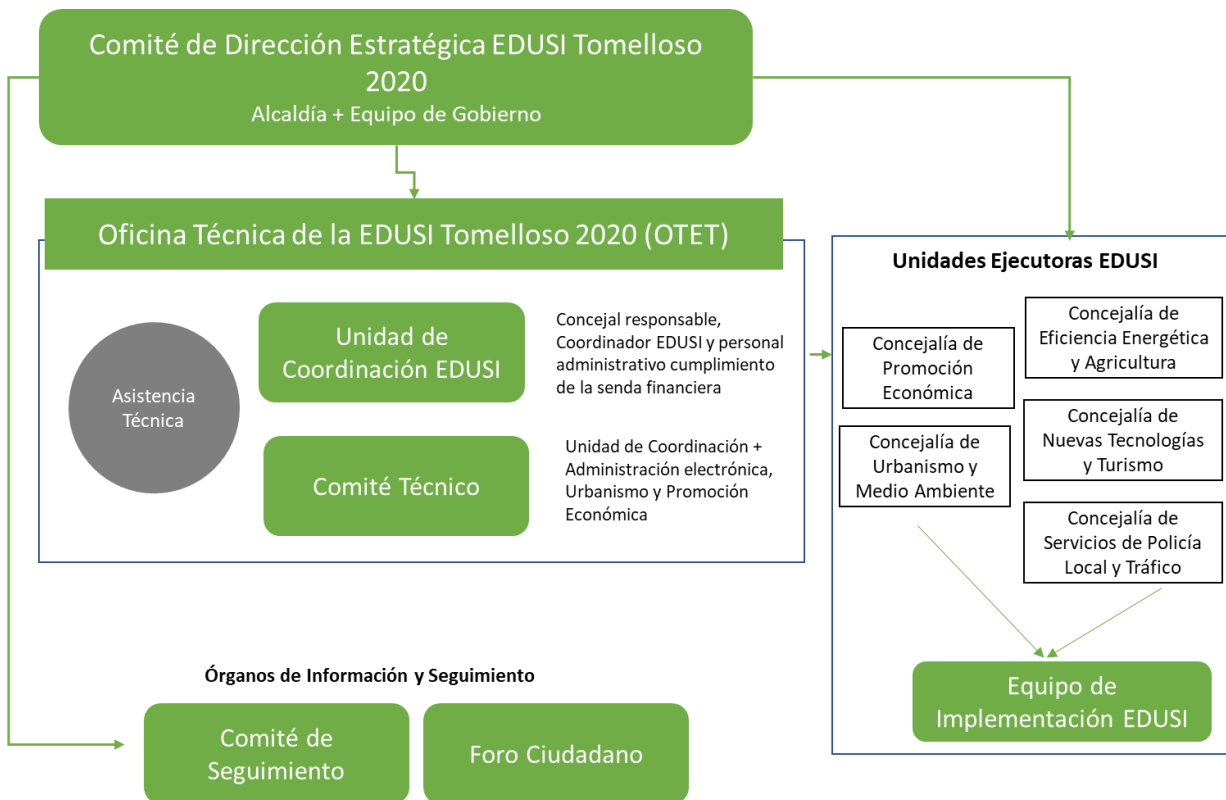 Comité de Dirección Estratégica EDUSI Tomelloso
2020
Alcaldía + Equipo de Gobierno
Oficina Técnica de la EDUSI Tomelloso 2020 (OTET)
Asistencia
Técnica
Unidad de
Coordinación EDUSI
Concejal responsable,
Coordinador EDUSI y personal
administrativo cumplimiento
de la senda financiera
Comité Técnico
Unidad de Coordinación +
Administración electrónica,
Urbanismo y Promoción
Económica
Unidades Ejecutoras EDUSI
Concejalía de
Promoción
Económica
Concejalía de
Eficiencia Energética
y Agricultura
Concejalía de
Urbanismo y
Medio Ambiente
Concejalía de
Nuevas Tecnologías
y Turismo
Concejalía de
Servicios de Policía
Local y Tráfico
Equipo de
Implementación EDUSI
Órganos de Información y Seguimiento
Comité de
Seguimiento
Foro Ciudadano